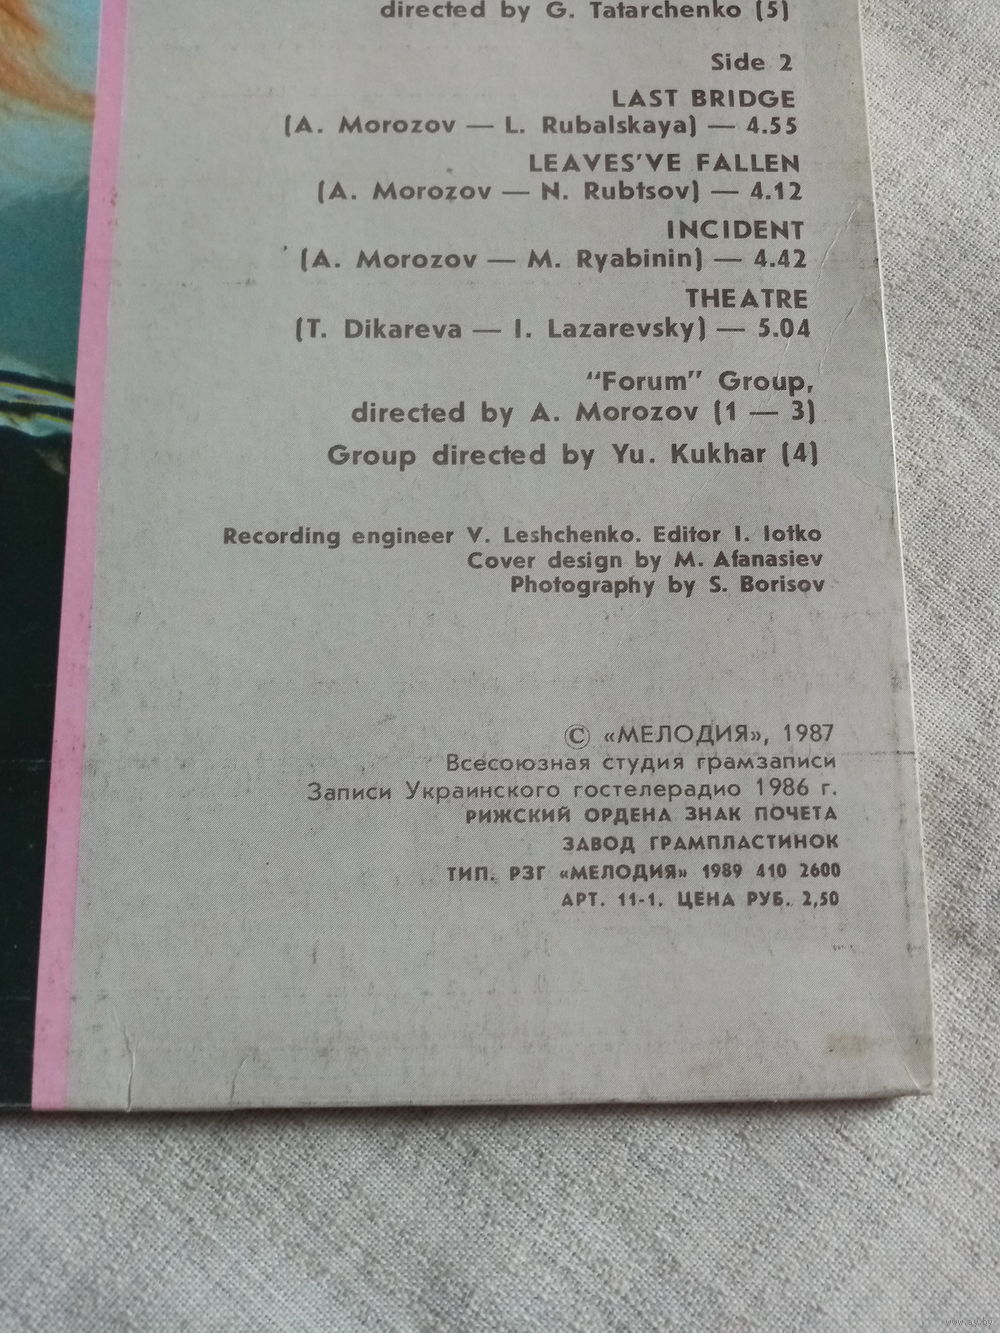 directed by G. Tatarchenko (5)
Side 2
LAST BRIDGE
(A. Morozov — L. Rubalskaya) — 4.55
LEAVES'VE FALLEN
(A. Morozov — N. Rubtsov) — 4.12
INCIDENT
(A. Morozov — M. Ryabinin) — 4.42
THEATRE
(T. Dikareva — I. Lazarevsky) — 5.04
“Forum” Group,
directed by A. Morozov (1 — 3)
Group directed by Yu. Kukhar (4)
Recording engineer V. Leshchenko. Editor I. Iotko
Cover design by M. Afanasiev
Photography by S. Borisov
© «МЕЛОДИЯ», 1987
Всесоюзная студия грамзаписи
Записи Украинского гостелерадио 1986 г.
РИЖСКИЙ ОРДЕНА ЗНАК ПОЧЕТА
ЗАВОД ГРАМПЛАСТИНОК
ТИП. РЗГ «МЕЛОДИЯ» 1989 410 2600
АРТ. 11-1. ЦЕНА РУБ. 2,50
www.ay.by